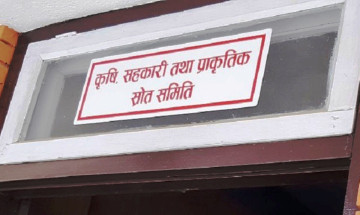 कृषि, सहकारी तथा प्राकृतिक
स्रोत समिति